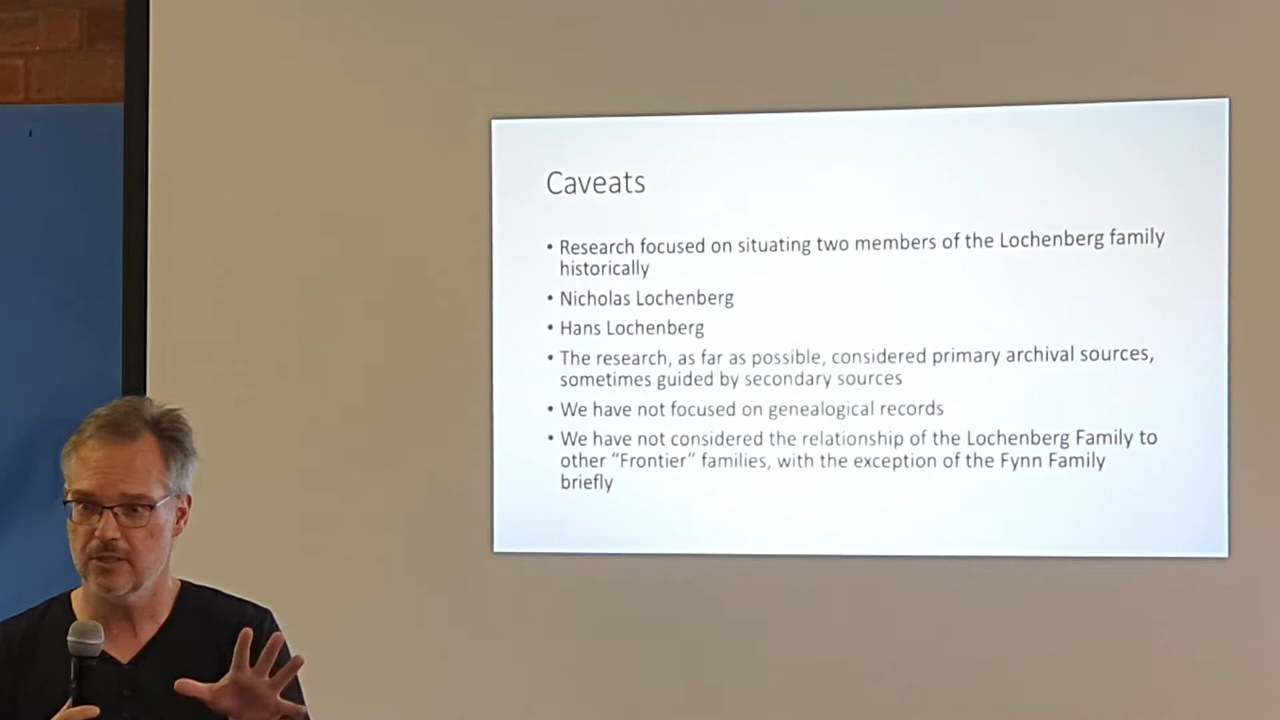 Caveats
• Research focused on situating two members of the Lochenberg family
historically
• Nicholas Lochenberg
• Hans Lochenberg
• The research, as far as possible, considered primary archival sources,
sometimes guided by secondary sources
• We have not focused on genealogical records
• We have not considered the relationship of the Lochenberg Family to
other “Frontier” families, with the exception of the Fynn Family
briefly